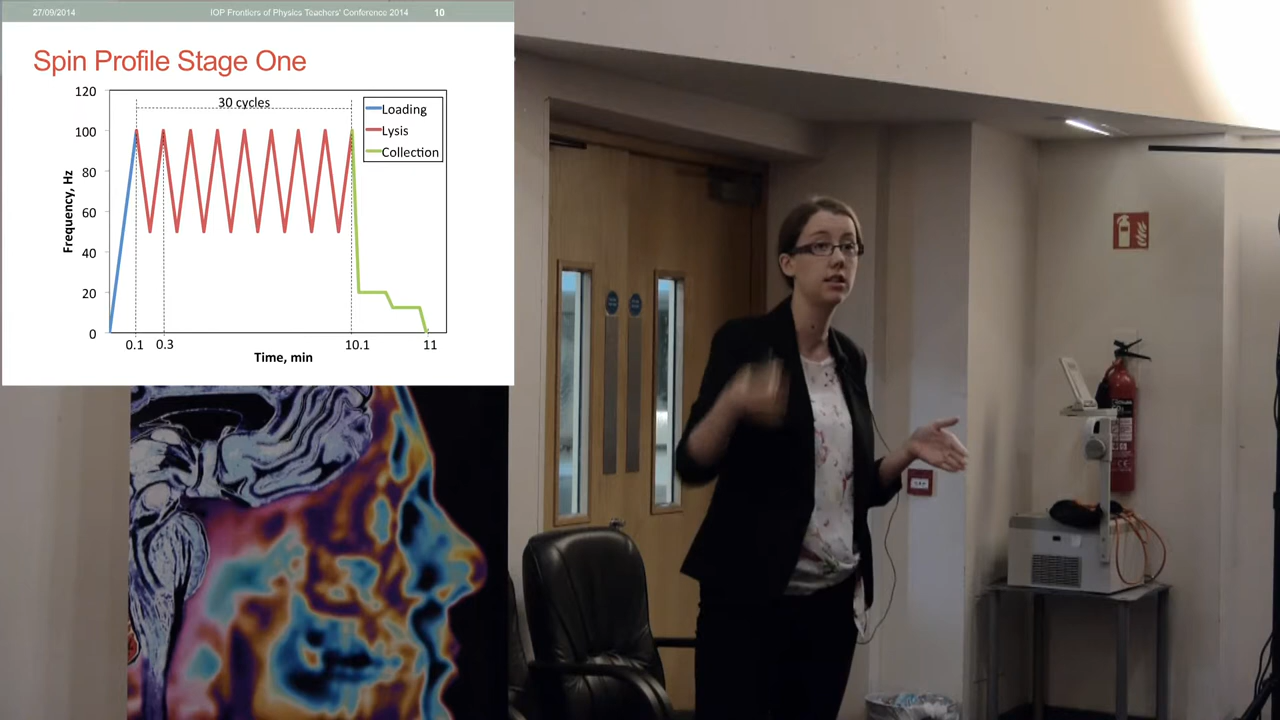 27/09/2014 IOP Frontiers of Physics Teachers' Conference 2014 10
Spin Profile Stage One
120
100
80
60
40
20
0
Frequency, Hz
30 cycles
Loading
Lysis
Collection
0.1 0.3 10.1 11
Time, min